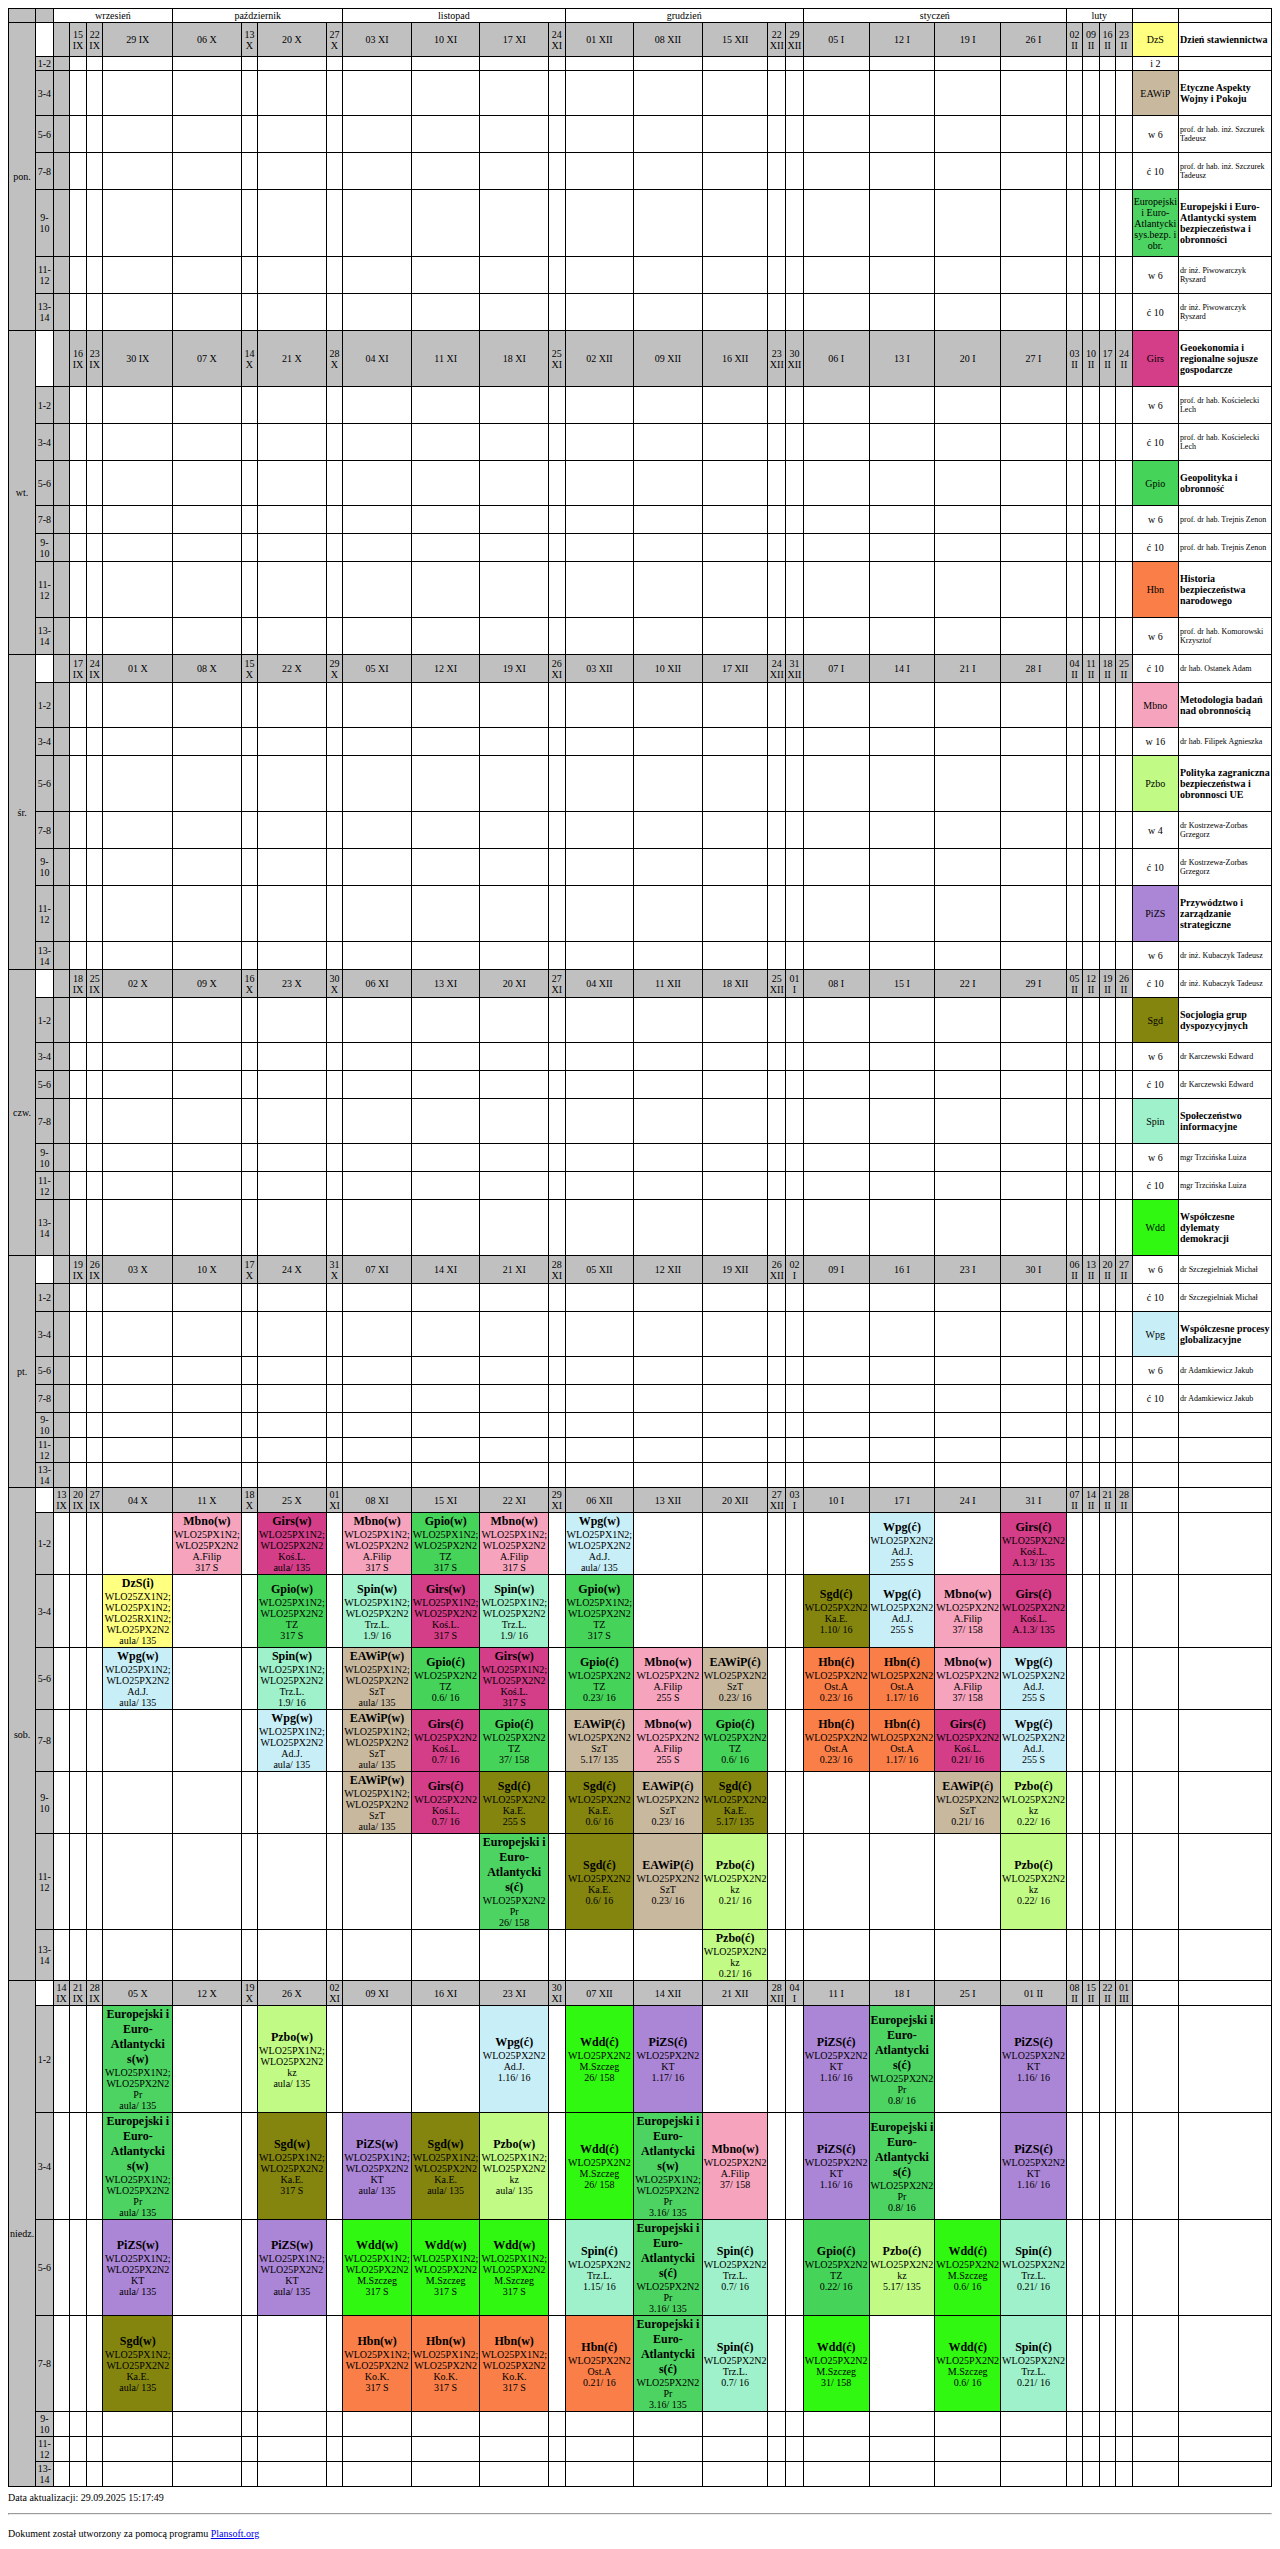 wrzesień październik listopad grudzień styczeń luty
pon. 15 IX 22 IX 29 IX 06 X 13 X 20 X 27 X 03 XI 10 XI 17 XI 24 XI 01 XII 08 XII 15 XII 22 XII 29 XII 05 I 12 I 19 I 26 I 02 II 09 II 16 II 23 II DzS Dzień stawiennictwa
1-2 i 2
3-4 EAWiP Etyczne Aspekty Wojny i Pokoju
5-6 w 6 prof. dr hab. inż. Szczurek Tadeusz
7-8 ć 10 prof. dr hab. inż. Szczurek Tadeusz
9-10 Europejski i Euro-Atlantycki sys.bezp. i obr. Europejski i Euro-Atlantycki system bezpieczeństwa i obronności
11-12 w 6 dr inż. Piwowarczyk Ryszard
13-14 ć 10 dr inż. Piwowarczyk Ryszard
wt. 16 IX 23 IX 30 IX 07 X 14 X 21 X 28 X 04 XI 11 XI 18 XI 25 XI 02 XII 09 XII 16 XII 23 XII 30 XII 06 I 13 I 20 I 27 I 03 II 10 II 17 II 24 II Girs Geoekonomia i regionalne sojusze gospodarcze
1-2 w 6 prof. dr hab. Kościelecki Lech
3-4 ć 10 prof. dr hab. Kościelecki Lech
5-6 Gpio Geopolityka i obronność
7-8 w 6 prof. dr hab. Trejnis Zenon
9-10 ć 10 prof. dr hab. Trejnis Zenon
11-12 Hbn Historia bezpieczeństwa narodowego
13-14 w 6 prof. dr hab. Komorowski Krzysztof
śr. 17 IX 24 IX 01 X 08 X 15 X 22 X 29 X 05 XI 12 XI 19 XI 26 XI 03 XII 10 XII 17 XII 24 XII 31 XII 07 I 14 I 21 I 28 I 04 II 11 II 18 II 25 II ć 10 dr hab. Ostanek Adam
1-2 Mbno Metodologia badań nad obronnością
3-4 w 16 dr hab. Filipek Agnieszka
5-6 Pzbo Polityka zagraniczna bezpieczeństwa i obronnosci UE
7-8 w 4 dr Kostrzewa-Zorbas Grzegorz
9-10 ć 10 dr Kostrzewa-Zorbas Grzegorz
11-12 PiZS Przywództwo i zarządzanie strategiczne
13-14 w 6 dr inż. Kubaczyk Tadeusz
czw. 18 IX 25 IX 02 X 09 X 16 X 23 X 30 X 06 XI 13 XI 20 XI 27 XI 04 XII 11 XII 18 XII 25 XII 01 I 08 I 15 I 22 I 29 I 05 II 12 II 19 II 26 II ć 10 dr inż. Kubaczyk Tadeusz
1-2 Sgd Socjologia grup dyspozycyjnych
3-4 w 6 dr Karczewski Edward
5-6 ć 10 dr Karczewski Edward
7-8 Spin Społeczeństwo informacyjne
9-10 w 6 mgr Trzcińska Luiza
11-12 ć 10 mgr Trzcińska Luiza
13-14 Wdd Współczesne dylematy demokracji
pt. 19 IX 26 IX 03 X 10 X 17 X 24 X 31 X 07 XI 14 XI 21 XI 28 XI 05 XII 12 XII 19 XII 26 XII 02 I 09 I 16 I 23 I 30 I 06 II 13 II 20 II 27 II w 6 dr Szczegielniak Michał
1-2 ć 10 dr Szczegielniak Michał
3-4 Wpg Współczesne procesy globalizacyjne
5-6 w 6 dr Adamkiewicz Jakub
7-8 ć 10 dr Adamkiewicz Jakub
9-10
11-12
13-14
sob. 13 IX 20 IX 27 IX 04 X 11 X 18 X 25 X 01 XI 08 XI 15 XI 22 XI 29 XI 06 XII 13 XII 20 XII 27 XII 03 I 10 I 17 I 24 I 31 I 07 II 14 II 21 II 28 II
1-2 Mbno(w) WLO25PX1N2; WLO25PX2N2 A.Filip 317 S Girs(w) WLO25PX1N2; WLO25PX2N2 Koś.L. aula/ 135 Mbno(w) WLO25PX1N2; WLO25PX2N2 A.Filip 317 S Gpio(w) WLO25PX1N2; WLO25PX2N2 TZ 317 S Mbno(w) WLO25PX1N2; WLO25PX2N2 A.Filip 317 S Wpg(w) WLO25PX1N2; WLO25PX2N2 Ad.J. aula/ 135 Wpg(ć) WLO25PX2N2 Ad.J. 255 S Girs(ć) WLO25PX2N2 Koś.L. A.1.3/ 135
3-4 DzS(i) WLO25ZX1N2; WLO25PX1N2; WLO25RX1N2; WLO25PX2N2 aula/ 135 Gpio(w) WLO25PX1N2; WLO25PX2N2 TZ 317 S Spin(w) WLO25PX1N2; WLO25PX2N2 Trz.L. 1.9/ 16 Girs(w) WLO25PX1N2; WLO25PX2N2 Koś.L. 317 S Spin(w) WLO25PX1N2; WLO25PX2N2 Trz.L. 1.9/ 16 Gpio(w) WLO25PX1N2; WLO25PX2N2 TZ 317 S Sgd(ć) WLO25PX2N2 Ka.E. 1.10/ 16 Wpg(ć) WLO25PX2N2 Ad.J. 255 S Mbno(w) WLO25PX2N2 A.Filip 37/ 158 Girs(ć) WLO25PX2N2 Koś.L. A.1.3/ 135
5-6 Wpg(w) WLO25PX1N2; WLO25PX2N2 Ad.J. aula/ 135 Spin(w) WLO25PX1N2; WLO25PX2N2 Trz.L. 1.9/ 16 EAWiP(w) WLO25PX1N2; WLO25PX2N2 SzT aula/ 135 Gpio(ć) WLO25PX2N2 TZ 0.6/ 16 Girs(w) WLO25PX1N2; WLO25PX2N2 Koś.L. 317 S Gpio(ć) WLO25PX2N2 TZ 0.23/ 16 Mbno(w) WLO25PX2N2 A.Filip 255 S EAWiP(ć) WLO25PX2N2 SzT 0.23/ 16 Hbn(ć) WLO25PX2N2 Ost.A 0.23/ 16 Hbn(ć) WLO25PX2N2 Ost.A 1.17/ 16 Mbno(w) WLO25PX2N2 A.Filip 37/ 158 Wpg(ć) WLO25PX2N2 Ad.J. 255 S
7-8 Wpg(w) WLO25PX1N2; WLO25PX2N2 Ad.J. aula/ 135 EAWiP(w) WLO25PX1N2; WLO25PX2N2 SzT aula/ 135 Girs(ć) WLO25PX2N2 Koś.L. 0.7/ 16 Gpio(ć) WLO25PX2N2 TZ 37/ 158 EAWiP(ć) WLO25PX2N2 SzT 5.17/ 135 Mbno(w) WLO25PX2N2 A.Filip 255 S Gpio(ć) WLO25PX2N2 TZ 0.6/ 16 Hbn(ć) WLO25PX2N2 Ost.A 0.23/ 16 Hbn(ć) WLO25PX2N2 Ost.A 1.17/ 16 Girs(ć) WLO25PX2N2 Koś.L. 0.21/ 16 Wpg(ć) WLO25PX2N2 Ad.J. 255 S
9-10 EAWiP(w) WLO25PX1N2; WLO25PX2N2 SzT aula/ 135 Girs(ć) WLO25PX2N2 Koś.L. 0.7/ 16 Sgd(ć) WLO25PX2N2 Ka.E. 255 S Sgd(ć) WLO25PX2N2 Ka.E. 0.6/ 16 EAWiP(ć) WLO25PX2N2 SzT 0.23/ 16 Sgd(ć) WLO25PX2N2 Ka.E. 5.17/ 135 EAWiP(ć) WLO25PX2N2 SzT 0.21/ 16 Pzbo(ć) WLO25PX2N2 kz 0.22/ 16
11-12 Europejski i Euro-Atlantycki s(ć) WLO25PX2N2 Pr 26/ 158 Sgd(ć) WLO25PX2N2 Ka.E. 0.6/ 16 EAWiP(ć) WLO25PX2N2 SzT 0.23/ 16 Pzbo(ć) WLO25PX2N2 kz 0.21/ 16 Pzbo(ć) WLO25PX2N2 kz 0.22/ 16
13-14 Pzbo(ć) WLO25PX2N2 kz 0.21/ 16
niedz. 14 IX 21 IX 28 IX 05 X 12 X 19 X 26 X 02 XI 09 XI 16 XI 23 XI 30 XI 07 XII 14 XII 21 XII 28 XII 04 I 11 I 18 I 25 I 01 II 08 II 15 II 22 II 01 III
1-2 Europejski i Euro-Atlantycki s(w) WLO25PX1N2; WLO25PX2N2 Pr aula/ 135 Pzbo(w) WLO25PX1N2; WLO25PX2N2 kz aula/ 135 Wpg(ć) WLO25PX2N2 Ad.J. 1.16/ 16 Wdd(ć) WLO25PX2N2 M.Szczeg 26/ 158 PiZS(ć) WLO25PX2N2 KT 1.17/ 16 PiZS(ć) WLO25PX2N2 KT 1.16/ 16 Europejski i Euro-Atlantycki s(ć) WLO25PX2N2 Pr 0.8/ 16 PiZS(ć) WLO25PX2N2 KT 1.16/ 16
3-4 Europejski i Euro-Atlantycki s(w) WLO25PX1N2; WLO25PX2N2 Pr aula/ 135 Sgd(w) WLO25PX1N2; WLO25PX2N2 Ka.E. 317 S PiZS(w) WLO25PX1N2; WLO25PX2N2 KT aula/ 135 Sgd(w) WLO25PX1N2; WLO25PX2N2 Ka.E. aula/ 135 Pzbo(w) WLO25PX1N2; WLO25PX2N2 kz aula/ 135 Wdd(ć) WLO25PX2N2 M.Szczeg 26/ 158 Europejski i Euro-Atlantycki s(w) WLO25PX1N2; WLO25PX2N2 Pr 3.16/ 135 Mbno(w) WLO25PX2N2 A.Filip 37/ 158 PiZS(ć) WLO25PX2N2 KT 1.16/ 16 Europejski i Euro-Atlantycki s(ć) WLO25PX2N2 Pr 0.8/ 16 PiZS(ć) WLO25PX2N2 KT 1.16/ 16
5-6 PiZS(w) WLO25PX1N2; WLO25PX2N2 KT aula/ 135 PiZS(w) WLO25PX1N2; WLO25PX2N2 KT aula/ 135 Wdd(w) WLO25PX1N2; WLO25PX2N2 M.Szczeg 317 S Wdd(w) WLO25PX1N2; WLO25PX2N2 M.Szczeg 317 S Wdd(w) WLO25PX1N2; WLO25PX2N2 M.Szczeg 317 S Spin(ć) WLO25PX2N2 Trz.L. 1.15/ 16 Europejski i Euro-Atlantycki s(ć) WLO25PX2N2 Pr 3.16/ 135 Spin(ć) WLO25PX2N2 Trz.L. 0.7/ 16 Gpio(ć) WLO25PX2N2 TZ 0.22/ 16 Pzbo(ć) WLO25PX2N2 kz 5.17/ 135 Wdd(ć) WLO25PX2N2 M.Szczeg 0.6/ 16 Spin(ć) WLO25PX2N2 Trz.L. 0.21/ 16
7-8 Sgd(w) WLO25PX1N2; WLO25PX2N2 Ka.E. aula/ 135 Hbn(w) WLO25PX1N2; WLO25PX2N2 Ko.K. 317 S Hbn(w) WLO25PX1N2; WLO25PX2N2 Ko.K. 317 S Hbn(w) WLO25PX1N2; WLO25PX2N2 Ko.K. 317 S Hbn(ć) WLO25PX2N2 Ost.A 0.21/ 16 Europejski i Euro-Atlantycki s(ć) WLO25PX2N2 Pr 3.16/ 135 Spin(ć) WLO25PX2N2 Trz.L. 0.7/ 16 Wdd(ć) WLO25PX2N2 M.Szczeg 31/ 158 Wdd(ć) WLO25PX2N2 M.Szczeg 0.6/ 16 Spin(ć) WLO25PX2N2 Trz.L. 0.21/ 16
9-10
11-12
13-14
Data aktualizacji: 29.09.2025 15:17:49
Dokument został utworzony za pomocą programu Plansoft.org